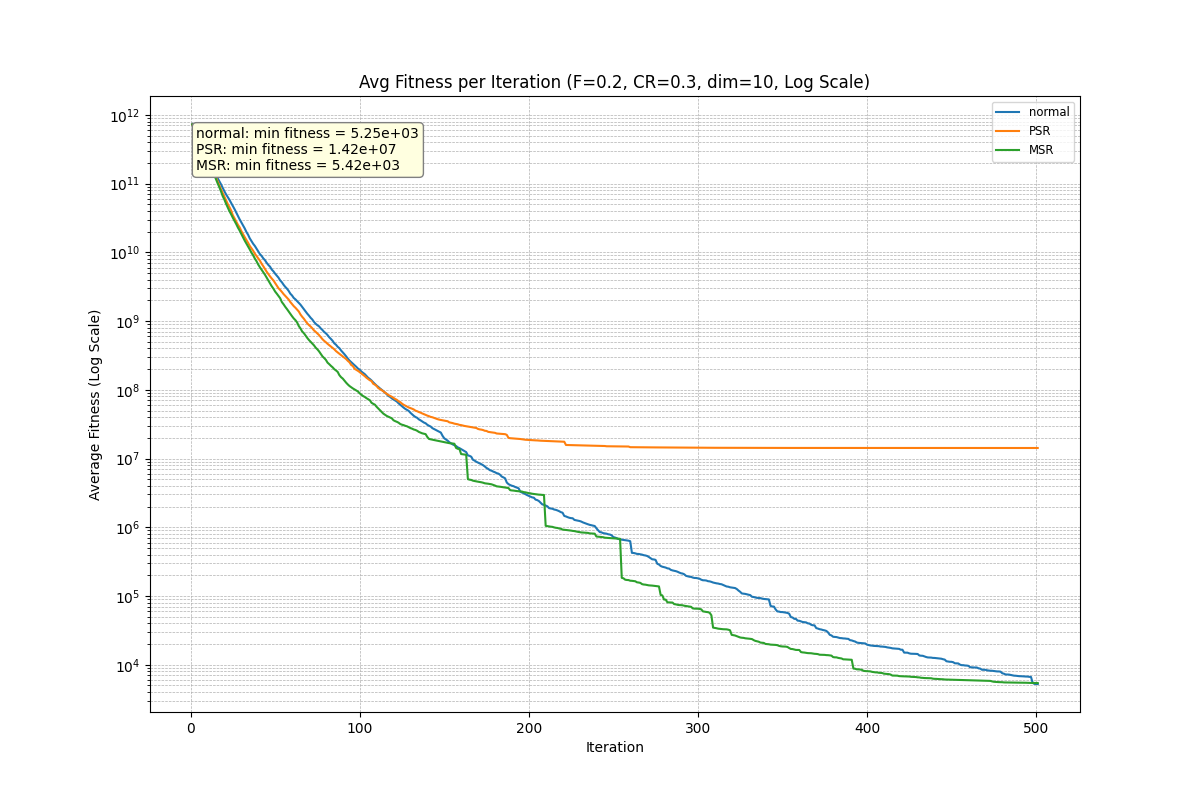 Avg Fitness per Iteration (F=0.2, CR=0.3, dim=10, Log Scale)
normal: min fitness = 5.25e+03
PSR: min fitness = 1.42e+07
MSR: min fitness = 5.42e+03
normal
PSR
MSR
10¹²
10¹¹
10¹⁰
10⁹
10⁸
10⁷
10⁶
10⁵
10⁴
Average Fitness (Log Scale)
0 100 200 300 400 500
Iteration